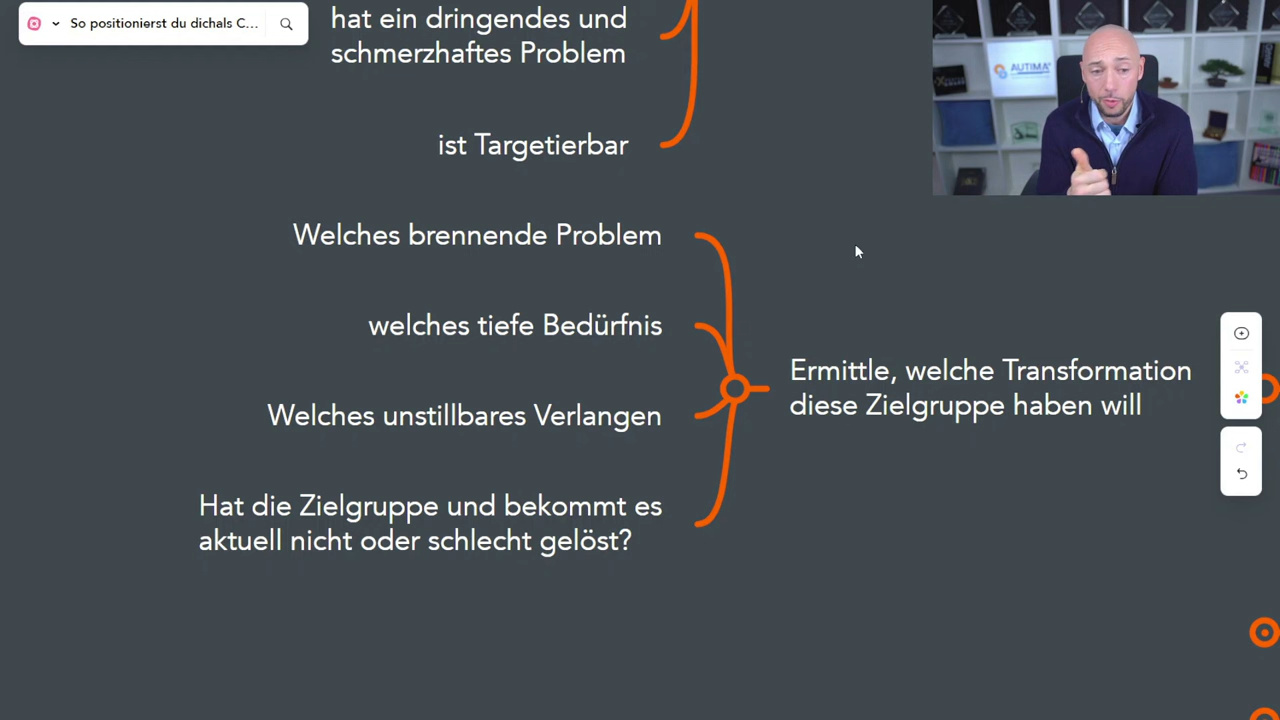 So positionierst du dichals C...
hat ein dringendes und
schmerzhaftes Problem
AUTIMA
ist Targetierbar
Welches brennende Problem
welches tiefe Bedürfnis
Ermittle, welche Transformation
diese Zielgruppe haben will
Welches unstillbares Verlangen
Hat die Zielgruppe und bekommt es
aktuell nicht oder schlecht gelöst?